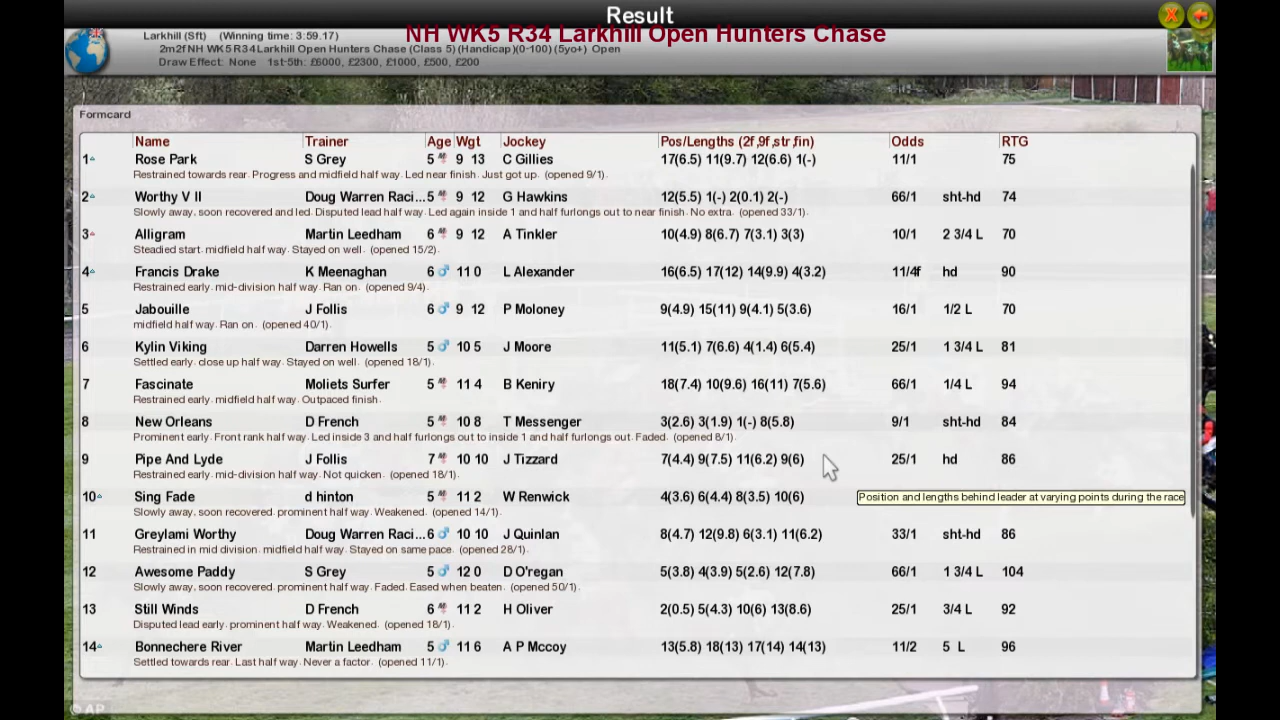 Result
NH WK5 R34 Larkhill Open Hunters Chase
Larkhill (Sft) (Winning time: 3:59.17)
2m2f NH WK5 R34 Larkhill Open Hunters Chase (Class 5) (Handicap)(0-100) (5yo+) Open
Draw Effect: None 1st-5th: £6000, £2300, £1000, £500, £200
Formcard
Name Trainer Age Wgt Jockey Pos/Lengths (2f,9f,str,fin) Odds RTG
1 Rose Park S Grey 5 9 13 C Gillies 17(6.5) 11(9.7) 12(6.6) 1(-) 11/1 75
Restrained towards rear. Progress and midfield half way. Led near finish. Just got up. (opened 9/1).
2 Worthy V II Doug Warren Raci... 5 9 12 G Hawkins 12(5.5) 1(-) 2(0.1) 2(-) 66/1 sht-hd 74
Slowly away, soon recovered and led. Disputed lead half way. Led again inside 1 and half furlongs out to near finish. No extra. (opened 33/1).
3 Alligram Martin Leedham 6 9 12 A Tinkler 10(4.9) 8(6.7) 7(3.1) 3(3) 10/1 2 3/4 L 70
Steadied start. midfield half way. Stayed on well. (opened 15/2).
4 Francis Drake K Meenaghan 6 11 0 L Alexander 16(6.5) 17(12) 14(9.9) 4(3.2) 11/4f hd 90
Restrained early. mid-division half way. Ran on. (opened 9/4).
5 Jabouille J Follis 6 9 12 P Moloney 9(4.9) 15(11) 9(4.1) 5(3.6) 16/1 1/2 L 70
midfield half way. Ran on. (opened 40/1).
6 Kylin Viking Darren Howells 5 10 5 J Moore 11(5.1) 7(6.6) 4(1.4) 6(5.4) 25/1 1 3/4 L 81
Settled early. close up half way. Stayed on well. (opened 18/1).
7 Fascinate Moliets Surfer 5 11 4 B Keniry 18(7.4) 10(9.6) 16(11) 7(5.6) 66/1 1/4 L 94
Restrained early. midfield half way. Outpaced finish.
8 New Orleans D French 5 10 8 T Messenger 3(2.6) 3(1.9) 1(-) 8(5.8) 9/1 sht-hd 84
Prominent early. Front rank half way. Led inside 3 and half furlongs out to inside 1 and half furlongs out. Faded. (opened 8/1).
9 Pipe And Lyde J Follis 7 10 10 J Tizzard 7(4.4) 9(7.5) 11(6.2) 9(6) 25/1 hd 86
Restrained early. mid-division half way. Not quicken. (opened 18/1).
10 Sing Fade d hinton 5 11 2 W Renwick 4(3.6) 6(4.4) 8(3.5) 10(6)
Position and lengths behind leader at varying points during the race
Slowly away, soon recovered. prominent half way. Weakened. (opened 14/1).
11 Greylami Worthy Doug Warren Raci... 6 10 10 J Quinlan 8(4.7) 12(9.8) 6(3.1) 11(6.2) 33/1 sht-hd 86
Restrained in mid division. midfield half way. Stayed on same pace. (opened 28/1).
12 Awesome Paddy S Grey 5 12 0 D O'regan 5(3.8) 4(3.9) 5(2.6) 12(7.8) 66/1 1 3/4 L 104
Slowly away, soon recovered. prominent half way. Faded. Eased when beaten. (opened 50/1).
13 Still Winds D French 6 11 2 H Oliver 2(0.5) 5(4.3) 10(6) 13(8.6) 25/1 3/4 L 92
Disputed lead early. prominent half way. Weakened. (opened 18/1).
14 Bonnechere River Martin Leedham 5 11 6 A P Mccoy 13(5.8) 18(13) 17(14) 14(13) 11/2 5 L 96
Settled towards rear. Last half way. Never a factor. (opened 11/1).
© AP